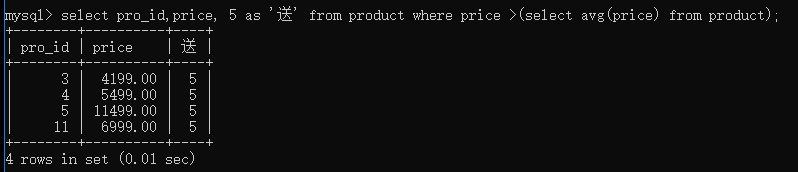 mysql> select pro_id,price, 5 as '送' from product where price >(select avg(price) from product);
+--------+----------+----+
| pro_id | price    | 送 |
+--------+----------+----+
|      3 |  4199.00 |  5 |
|      4 |  5499.00 |  5 |
|      5 | 11499.00 |  5 |
|     11 |  6999.00 |  5 |
+--------+----------+----+
4 rows in set (0.01 sec)